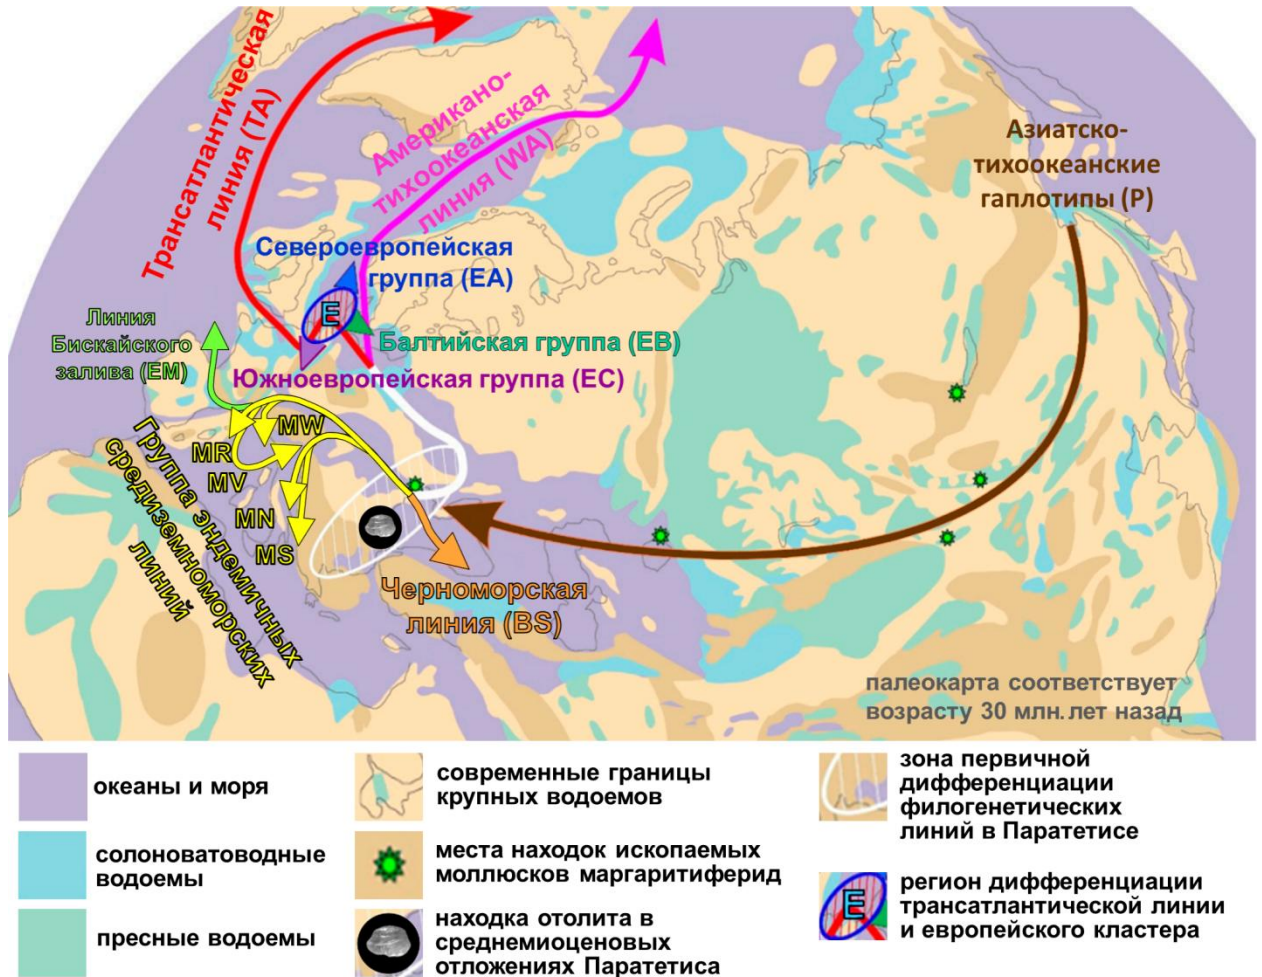 Трансатлантическая
линия (TA)
Американо-
тихоокеанская
линия (WA)
Азиатско-
тихоокеанские
гаплотипы (P)
Североевропейская
группа (EA)
E
Линия
Бискайского
залива (EM)
Балтийская группа (EB)
Южноевропейская группа (EC)
MW
MR
MV
MN
MS
Группа эндемичных
средиземноморских
линий
Черноморская
линия (BS)
палеокарта соответствует
возрасту 30 млн. лет назад
океаны и моря
солоноватоводные
водоемы
пресные водоемы
современные границы
крупных водоемов
места находок ископаемых
моллюсков маргаритиферид
находка отолита в
среднемиоценовых
отложениях Паратетиса
зона первичной
дифференциации
филогенетических
линий в Паратетисе
E
регион дифференциации
трансатлантической линии
и европейского кластера